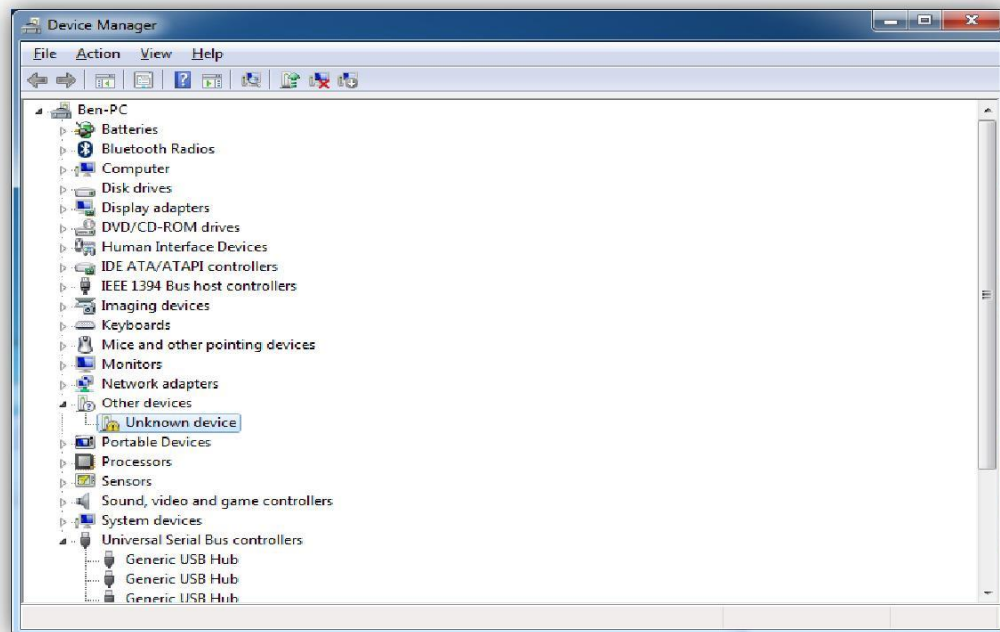 Device Manager
File Action View Help
Ben-PC
Batteries
Bluetooth Radios
Computer
Disk drives
Display adapters
DVD/CD-ROM drives
Human Interface Devices
IDE ATA/ATAPI controllers
IEEE 1394 Bus host controllers
Imaging devices
Keyboards
Mice and other pointing devices
Monitors
Network adapters
Other devices
Unknown device
Portable Devices
Processors
Sensors
Sound, video and game controllers
System devices
Universal Serial Bus controllers
Generic USB Hub
Generic USB Hub
Generic USB Hub